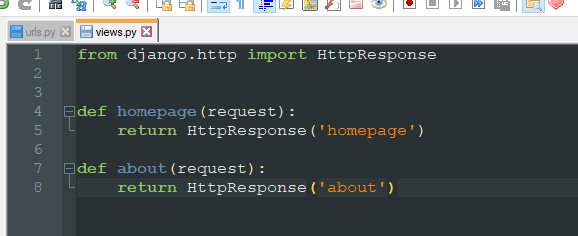 urls.py views.py
1 from django.http import HttpResponse
2
3
4 def homepage(request):
5     return HttpResponse('homepage')
6
7 def about(request):
8     return HttpResponse('about')